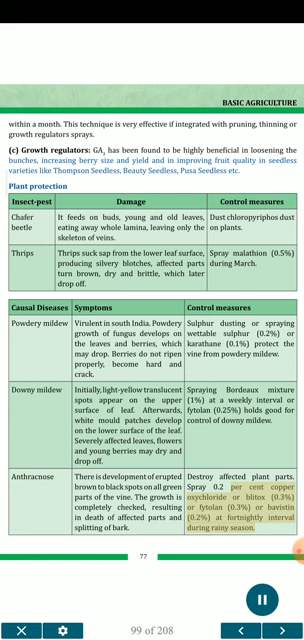 BASIC AGRICULTURE
within a month. This technique is very effective if integrated with pruning, thinning or
growth regulators sprays.
(c) Growth regulators: GA3 has been found to be highly beneficial in loosening the
bunches, increasing berry size and yield and in improving fruit quality in seedless
varieties like Thompson Seedless, Beauty Seedless, Pusa Seedless etc.
Plant protection
Insect-pest Damage Control measures
Chafer beetle
It feeds on buds, young and old leaves,
eating away whole lamina, leaving only the
skeleton of veins.
Dust chlopyriphos dust
on plants.
Thrips
Thrips suck sap from the lower leaf surface,
producing silvery blotches, affected parts
turn brown, dry and brittle, which later
drop off.
Spray malathion (0.5%)
during March.
Causal Diseases Symptoms Control measures
Powdery mildew
Virulent in south India. Powdery
growth of fungus develops on
the leaves and berries, which
may drop. Berries do not ripen
properly, become hard and
crack.
Sulphur dusting or spraying
wettable sulphur (0.2%) or
karathane (0.1%) protect the
vine from powdery mildew.
Downy mildew
Initially, light-yellow translucent
spots appear on the upper
surface of leaf. Afterwards,
white mould patches develop
on the lower surface of the leaf.
Severely affected leaves, flowers
and young berries may dry and
drop off.
Spraying Bordeaux mixture
(1%) at a weekly interval or
fytolan (0.25%) holds good for
control of downy mildew.
Anthracnose
There is development of erupted
brown to black spots on all green
parts of the vine. The growth is
completely checked, resulting
in death of affected parts and
splitting of bark.
Destroy affected plant parts.
Spray 0.2 per cent copper
oxychloride or blitox (0.3%)
or fytolan (0.3%) or bavistin
(0.2%) at fortnightly interval
during rainy season.
77
99 of 208